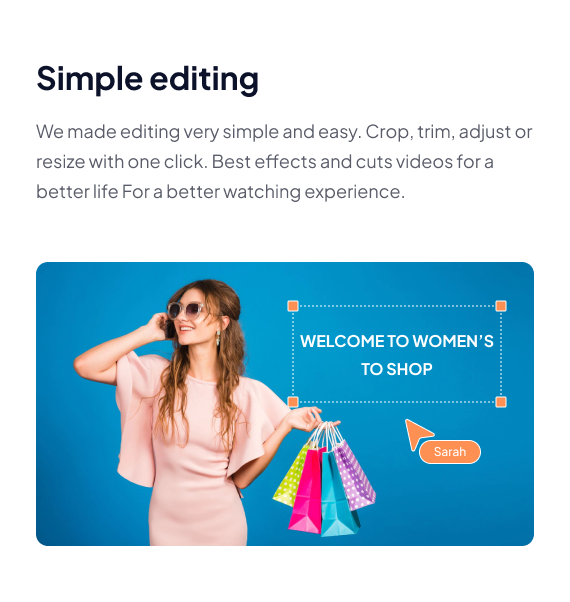 Simple editing
We made editing very simple and easy. Crop, trim, adjust or
resize with one click. Best effects and cuts videos for a
better life For a better watching experience.
WELCOME TO WOMEN’S
TO SHOP
Sarah